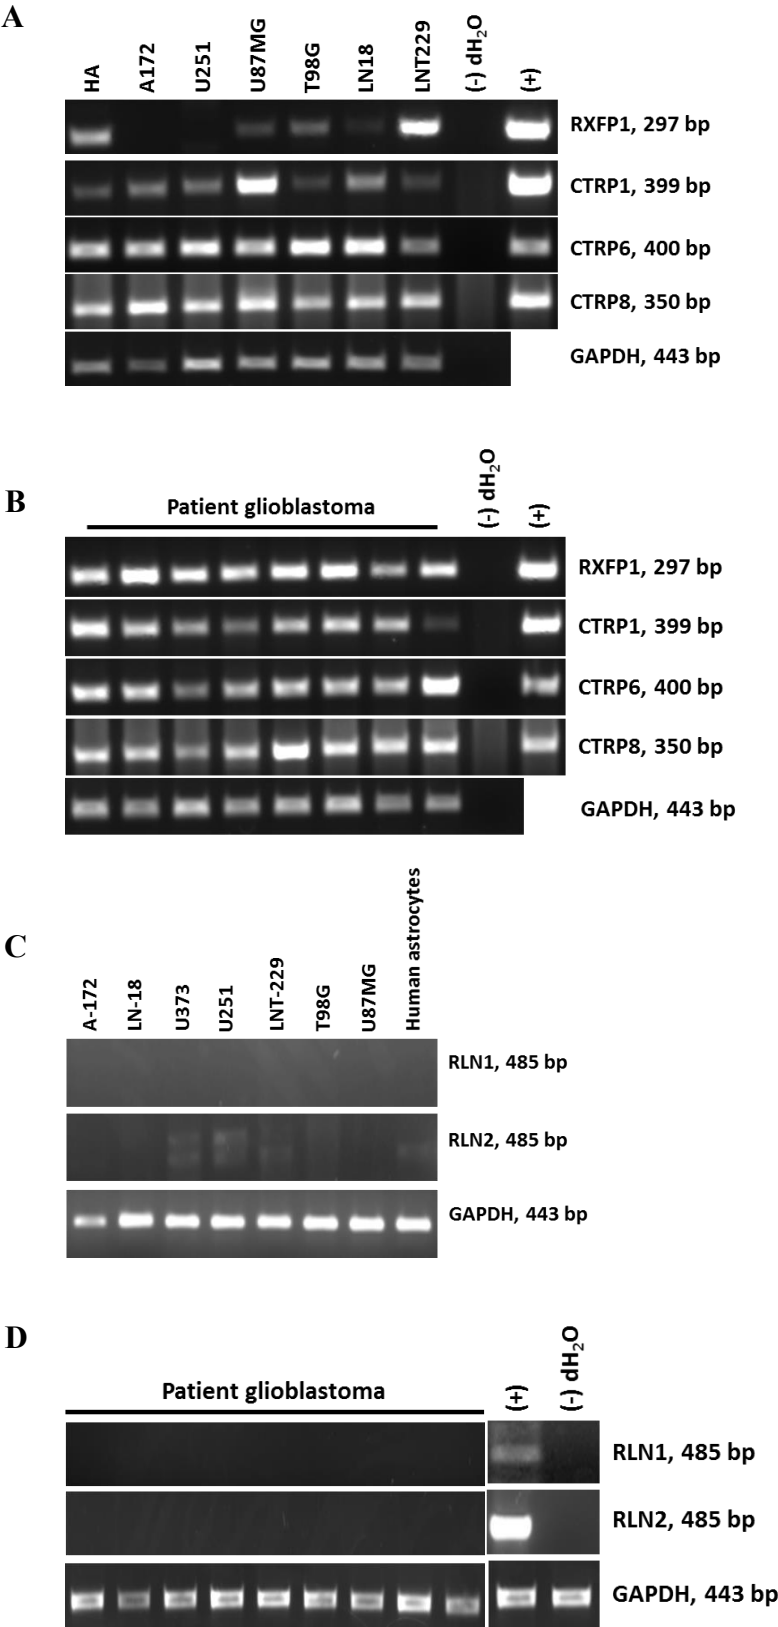 A
HA
A172
U251
U87MG
T98G
LN18
LNT229
(-) dH₂O
(+)
RXFP1, 297 bp
CTRP1, 399 bp
CTRP6, 400 bp
CTRP8, 350 bp
GAPDH, 443 bp
B
Patient glioblastoma
(-) dH₂O
(+)
RXFP1, 297 bp
CTRP1, 399 bp
CTRP6, 400 bp
CTRP8, 350 bp
GAPDH, 443 bp
C
A-172
LN-18
U373
U251
LNT-229
T98G
U87MG
Human astrocytes
RLN1, 485 bp
RLN2, 485 bp
GAPDH, 443 bp
D
Patient glioblastoma
(+)
(-) dH₂O
RLN1, 485 bp
RLN2, 485 bp
GAPDH, 443 bp